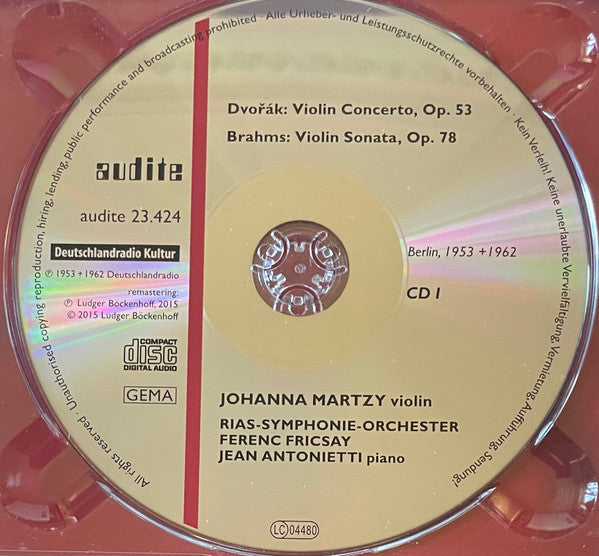 All rights reserved · Unauthorised copying reproduction, hiring, lending, public performance and broadcasting prohibited · Alle Urheber- und Leistungsschutzrechte vorbehalten · Kein Verleih! Keine unerlaubte Vervielfältigung, Vermietung, Aufführung, Sendung!
Dvořák: Violin Concerto, Op. 53
Brahms: Violin Sonata, Op. 78
audite
audite 23.424
Deutschlandradio Kultur
℗ 1953 + 1962 Deutschlandradio
remastering:
℗ Ludger Böckenhoff, 2015
© 2015 Ludger Böckenhoff
Berlin, 1953 +1962
CD I
COMPACT
disc
DIGITAL AUDIO
GEMA
JOHANNA MARTZY violin
RIAS-SYMPHONIE-ORCHESTER
FERENC FRICSAY
JEAN ANTONIETTI piano
LC 04480